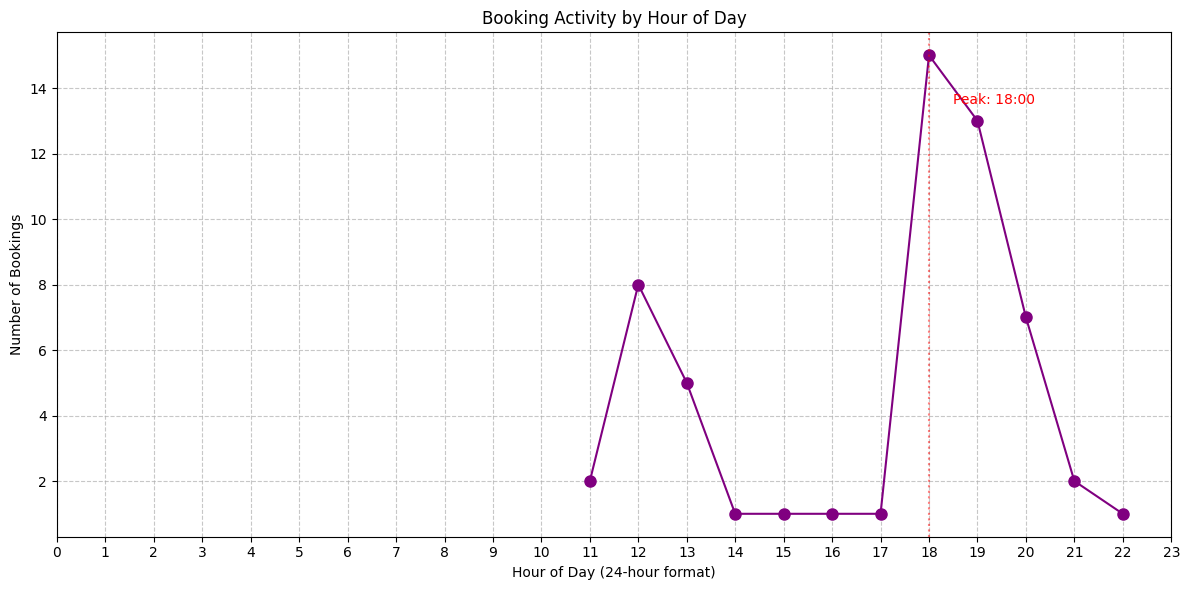 Booking Activity by Hour of Day
14
12
10
8
6
4
2
Number of Bookings
Peak: 18:00
0 1 2 3 4 5 6 7 8 9 10 11 12 13 14 15 16 17 18 19 20 21 22 23
Hour of Day (24-hour format)